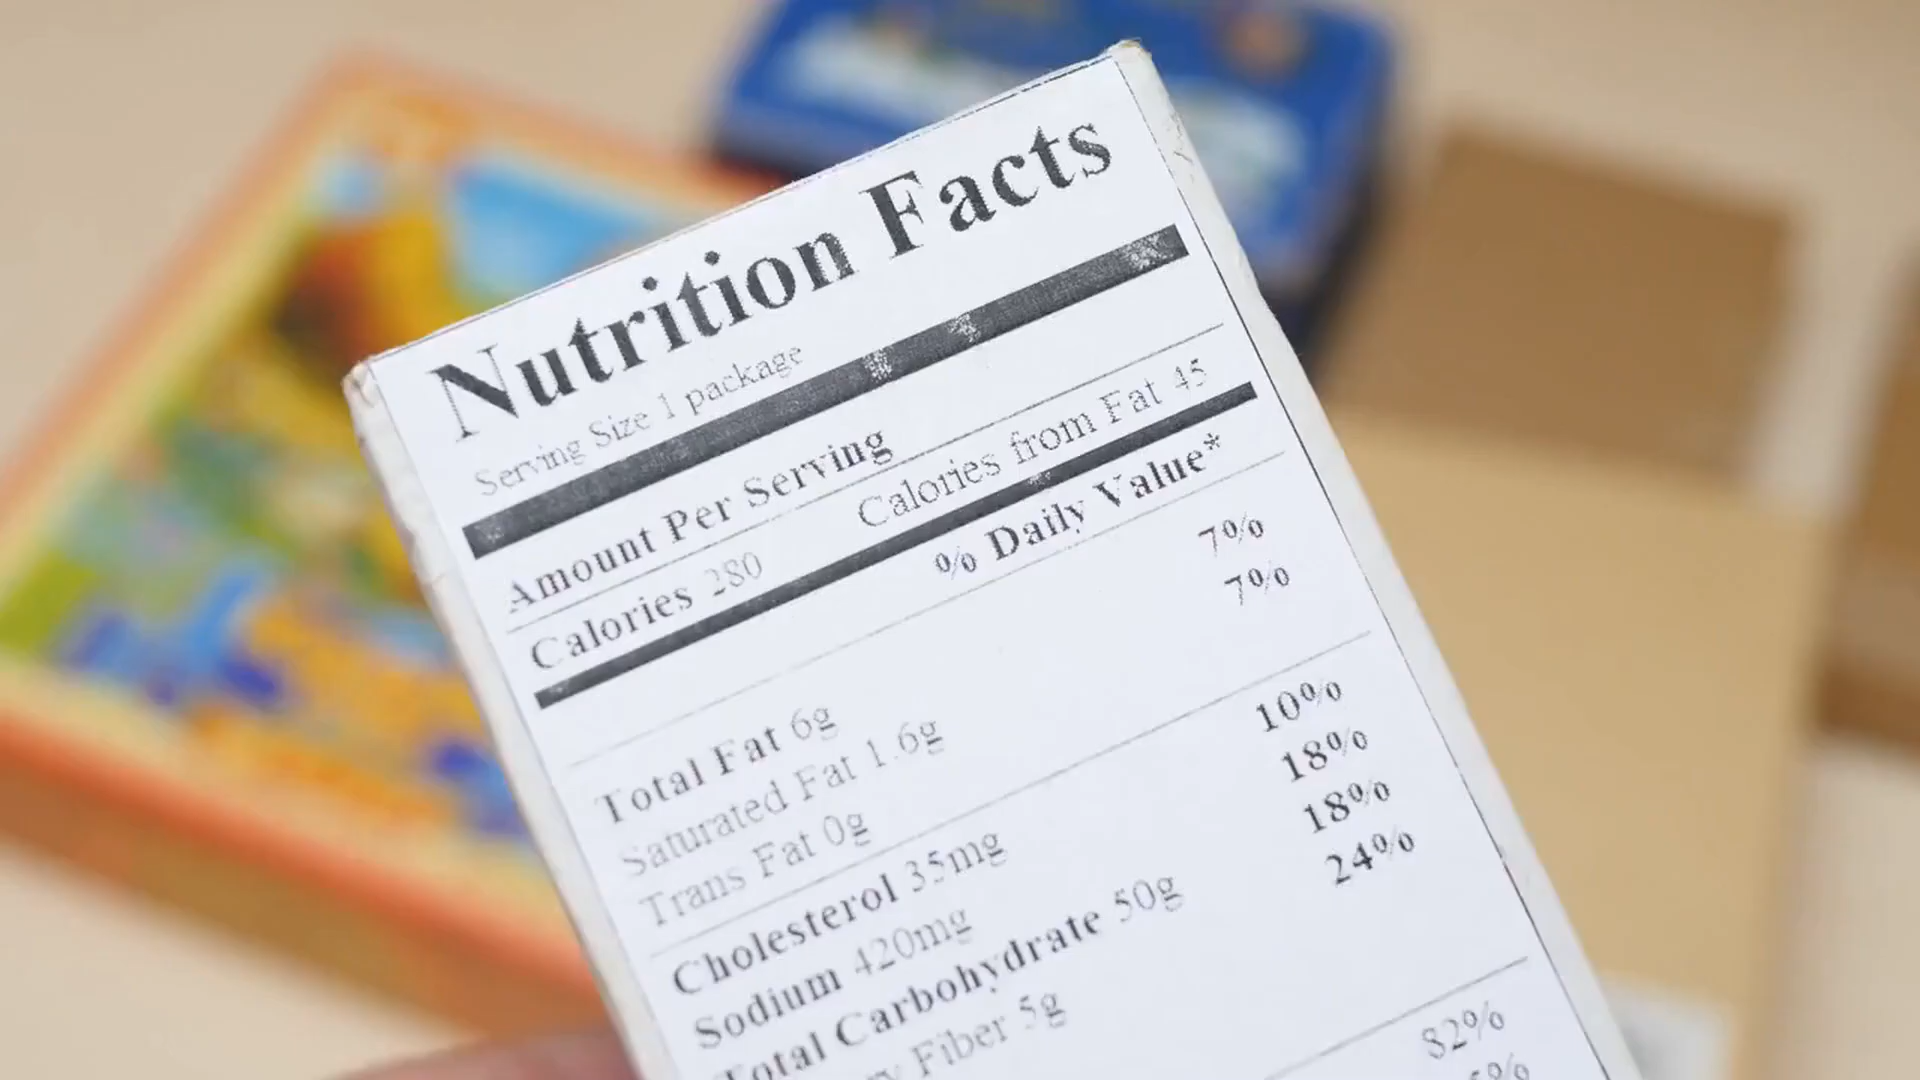 Nutrition Facts
Serving Size 1 package
Amount Per Serving
Calories 280 Calories from Fat 45
% Daily Value*
Total Fat 6g 7%
Saturated Fat 1.6g 7%
Trans Fat 0g
Cholesterol 35mg 10%
Sodium 420mg 18%
Total Carbohydrate 50g 18%
Fiber 5g 24%
82%